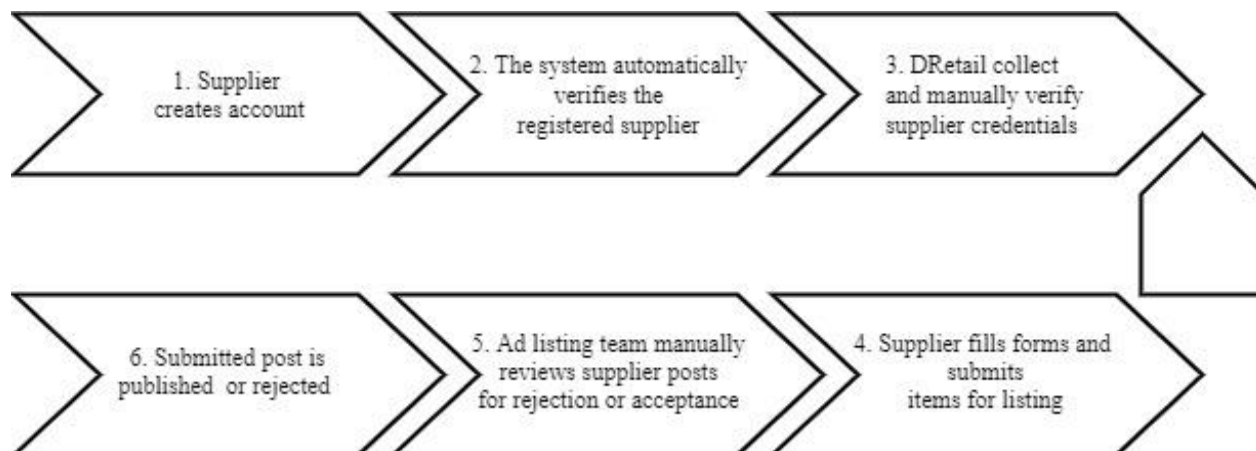 1. Supplier
creates account
2. The system automatically
verifies the
registered supplier
3. DRetail collect
and manually verify
supplier credentials
4. Supplier fills forms and
submits
items for listing
5. Ad listing team manually
reviews supplier posts
for rejection or acceptance
6. Submitted post is
published or rejected